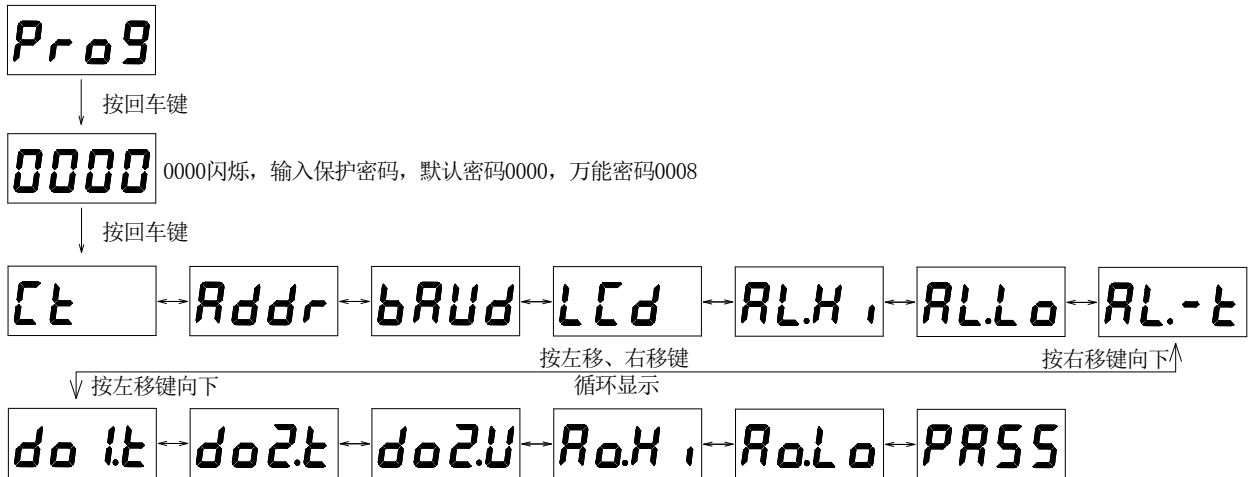 Prog
按回车键
0000 0000闪烁，输入保护密码，默认密码0000，万能密码0008
按回车键
Ct Addr bAUd LCd AL.Hi AL.Lo AL.-t
按左移、右移键 按右移键向下
按左移键向下 循环显示
do1.t do2.t do2.U Ao.Hi Ao.Lo PASS